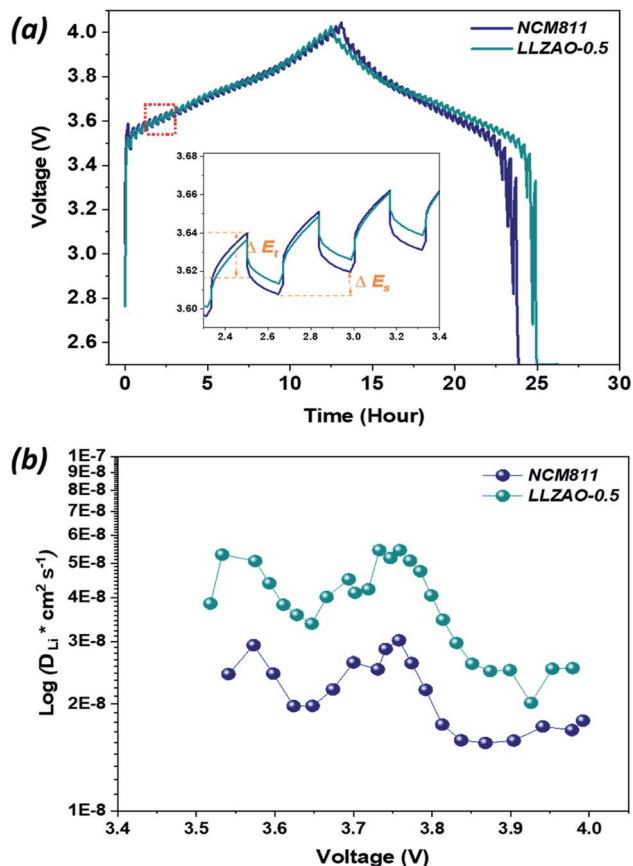 (a)
NCM811
LLZAO-0.5
Voltage (V)
4.0
3.8
3.6
3.4
3.2
3.0
2.8
2.6
3.68
3.66
3.64
3.62
3.60
Δ E_t
Δ E_s
2.4 2.6 2.8 3.0 3.2 3.4
0 5 10 15 20 25 30
Time (Hour)
(b)
NCM811
LLZAO-0.5
Log (D_Li * cm² s⁻¹)
1E-7
9E-8
8E-8
7E-8
6E-8
5E-8
4E-8
3E-8
2E-8
1E-8
3.4 3.5 3.6 3.7 3.8 3.9 4.0
Voltage (V)